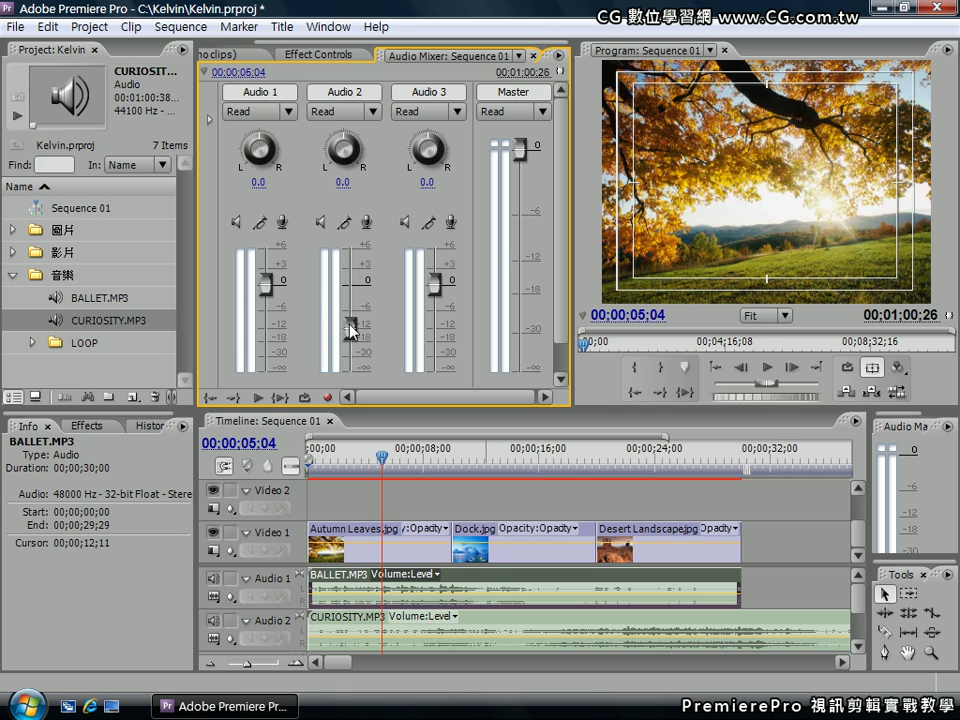 Adobe Premiere Pro - C:\Kelvin\Kelvin.prproj *
CG 數位學習網 www.CG.com.tw
File Edit Project Clip Sequence Marker Title Window Help
Project: Kelvin
CURIOSIT...
Audio
00:01:00:38...
44100 Hz - ...
Kelvin.prproj 7 Items
Find: In: Name
Name
Sequence 01
圖片
影片
音樂
BALLET.MP3
CURIOSITY.MP3
LOOP
no clips) Effect Controls Audio Mixer: Sequence 01
00;00;05;04 00;01;00;26
Audio 1 Audio 2 Audio 3 Master
Read Read Read Read
L R L R L R
0.0 0.0 0.0
0
-6
-12
-18
-30
+6 +6 +6
+3 +3 +3
0 0 0
-6 -6 -6
-12 -12 -12
-18 -18 -18
-30 -30 -30
-∞ -∞ -∞
Program: Sequence 01
00;00;05;04 Fit 00;01;00;26
00;00 00;04;16;08 00;08;32;16
Info Effects Histor
BALLET.MP3
Type: Audio
Duration: 00;00;30;00
Audio: 48000 Hz - 32-bit Float - Stere
Start: 00;00;00;00
End: 00;00;29;29
Cursor: 00;00;12;11
Timeline: Sequence 01
00;00;05;04
;00;00 00;00;08;00 00;00;16;00 00;00;24;00 00;00;32;00
Video 2
Video 1
Autumn Leaves.jpg y:Opacity Dock.jpg Opacity:Opacity Desert Landscape.jpg Opacity
Audio 1
L
R
BALLET.MP3 Volume:Level
Audio 2
L
R
CURIOSITY.MP3 Volume:Level
Audio Ma
0
-6
-12
-18
-30
Tools
Adobe Premiere Pr...
PremierePro 視訊剪輯實戰教學